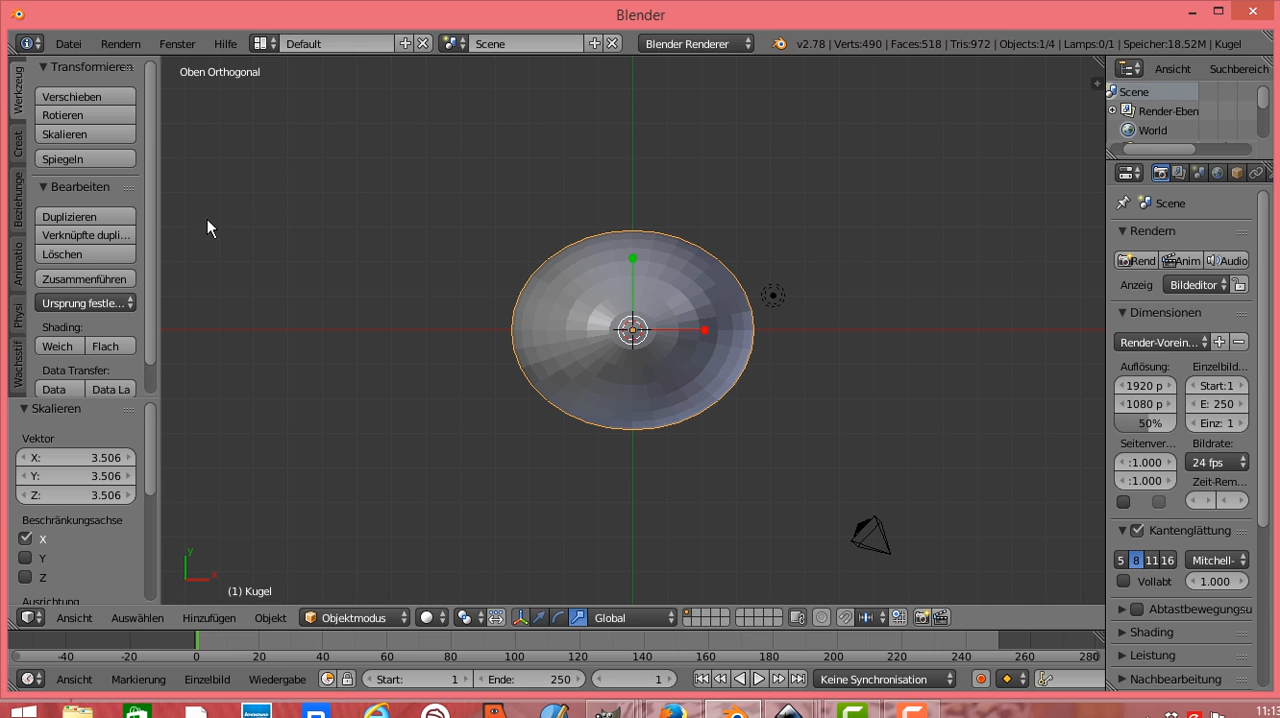 Blender
Datei Rendern Fenster Hilfe Default Scene Blender Renderer v2.78 | Verts:490 | Faces:518 | Tris:972 | Objects:1/4 | Lamps:0/1 | Speicher:18.52M | Kugel
Werkzeug
Creat
Beziehunge
Animatio
Physi
Wachsstif
Transformieren
Verschieben
Rotieren
Skalieren
Spiegeln
Bearbeiten
Duplizieren
Verknüpfte dupli...
Löschen
Zusammenführen
Ursprung festle...
Shading:
Weich Flach
Data Transfer:
Data Data La
Skalieren
Vektor
X: 3.506
Y: 3.506
Z: 3.506
Beschränkungsachse
X
Y
Z
Ausrichtung
Oben Orthogonal
y
x
(1) Kugel
Ansicht Auswählen Hinzufügen Objekt Objektmodus Global
-40 -20 0 20 40 60 80 100 120 140 160 180 200 220 240 260 280
Ansicht Markierung Einzelbild Wiedergabe Start: 1 Ende: 250 1 Keine Synchronisation
Ansicht Suchbereich
Scene
Render-Eben
World
Scene
Rendern
Rend Anim Audio
Anzeig Bildeditor
Dimensionen
Render-Vorein...
Auflösung: Einzelbild
1920 p Start:1
1080 p E: 250
50% Einz: 1
Seitenver... Bildrate:
:1.000 24 fps
:1.000 Zeit-Rem...
Kantenglättung
5 8 11 16 Mitchell-
Vollabt 1.000
Abtastbewegungsu
Shading
Leistung
Nachbearbeitung
11:13